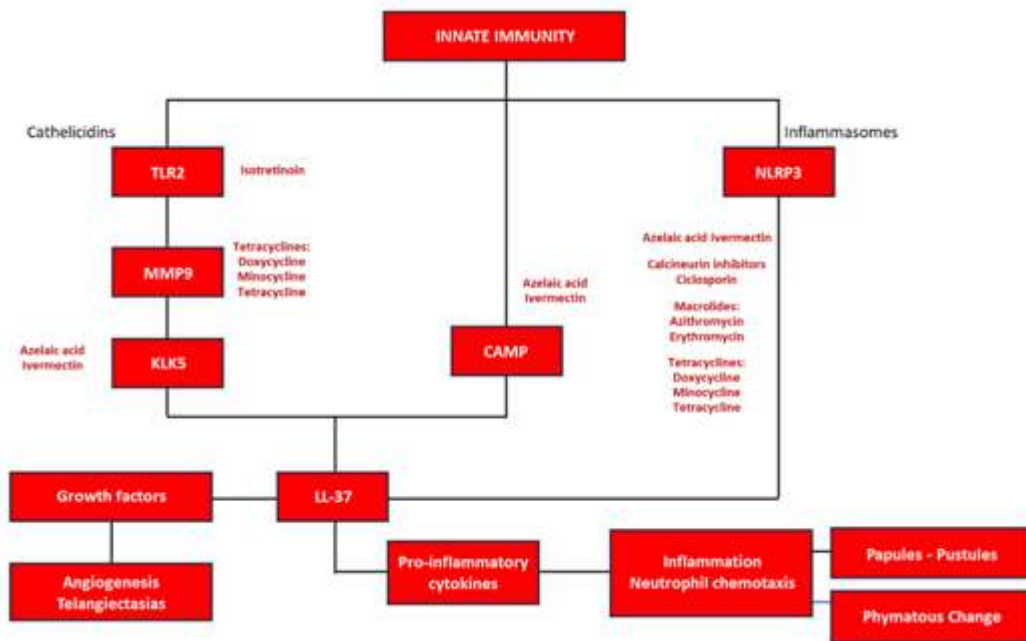 INNATE IMMUNITY
Cathelicidins
Inflammasomes
TLR2
Isotretinoin
NLRP3
MMP9
Tetracyclines:
Doxycycline
Minocycline
Tetracycline
Azelaic acid
Ivermectin
KLK5
Azelaic acid
Ivermectin
CAMP
Azelaic acid Ivermectin
Calcineurin inhibitors
Ciclosporin
Macrolides:
Azithromycin
Erythromycin
Tetracyclines:
Doxycycline
Minocycline
Tetracycline
Growth factors
LL-37
Angiogenesis
Telangiectasias
Pro-inflammatory
cytokines
Inflammation
Neutrophil chemotaxis
Papules - Pustules
Phymatous Change